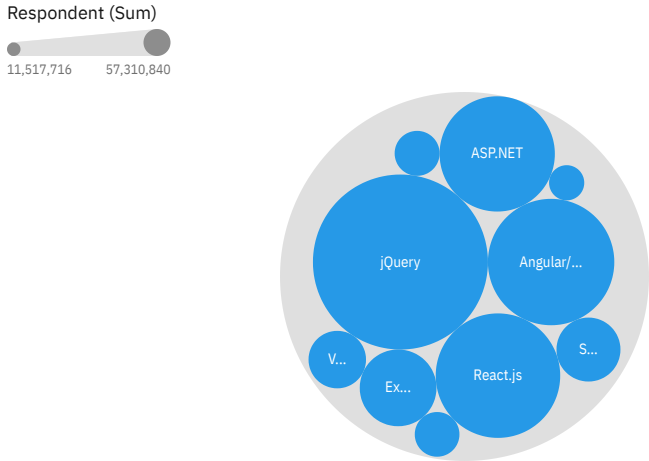 Respondent (Sum)
11,517,716 57,310,840
ASP.NET
jQuery
Angular/...
S...
V...
React.js
Ex...